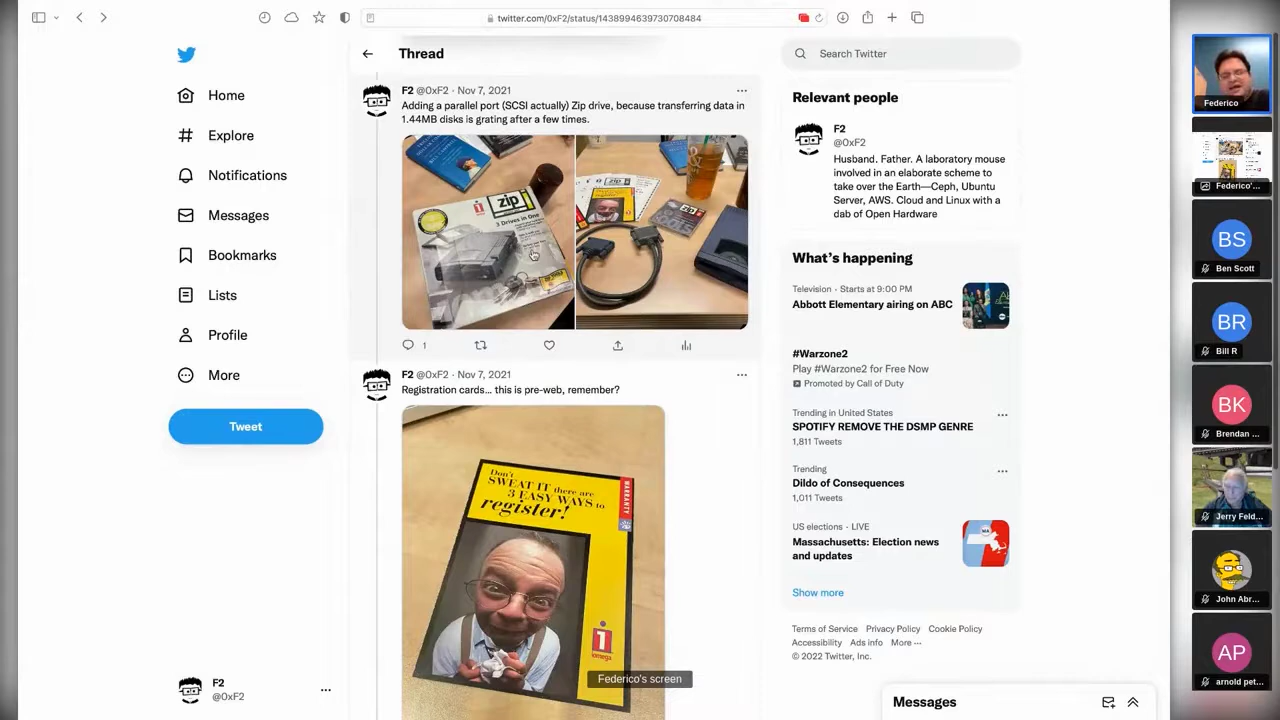 twitter.com/0xF2/status/1438994639730708484
Home
Explore
Notifications
Messages
Bookmarks
Lists
Profile
More
Tweet
F2
@0xF2
Thread
F2 @0xF2 · Nov 7, 2021
Adding a parallel port (SCSI actually) Zip drive, because transferring data in
1.44MB disks is grating after a few times.
zip
1
F2 @0xF2 · Nov 7, 2021
Registration cards... this is pre-web, remember?
Don't
SWEAT IT there are
3 EASY WAYS to
register!
WARRANTY
iomega
Federico's screen
Search Twitter
Relevant people
F2
@0xF2
Husband. Father. A laboratory mouse
involved in an elaborate scheme to
take over the Earth—Ceph, Ubuntu
Server, AWS. Cloud and Linux with a
dab of Open Hardware
What's happening
Television · Starts at 9:00 PM
Abbott Elementary airing on ABC
#Warzone2
Play #Warzone2 for Free Now
Promoted by Call of Duty
Trending in United States
SPOTIFY REMOVE THE DSMP GENRE
1,811 Tweets
Trending
Dildo of Consequences
1,011 Tweets
US elections · LIVE
Massachusetts: Election news
and updates
Show more
Terms of Service Privacy Policy Cookie Policy
Accessibility Ads info More ···
© 2022 Twitter, Inc.
Messages
Federico
Federico'...
BS
Ben Scott
BR
Bill R
BK
Brendan ...
Jerry Feld...
John Abr...
AP
arnold pet...